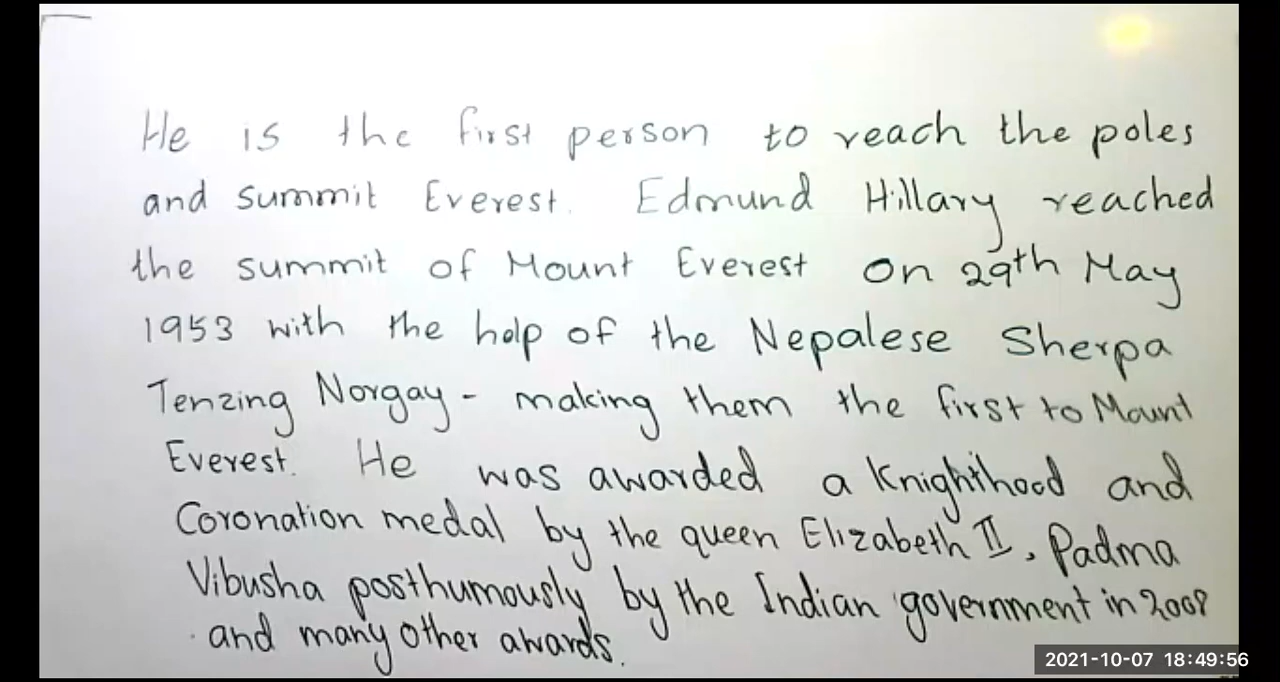 He is the first person to reach the poles
and summit Everest. Edmund Hillary reached
the summit of Mount Everest on 29th May
1953 with the help of the Nepalese Sherpa
Tenzing Norgay - making them the first to Mount
Everest. He was awarded a Knighthood and
Coronation medal by the queen Elizabeth II, Padma
Vibusha posthumously by the Indian government in 2008
and many other awards.
2021-10-07 18:49:56